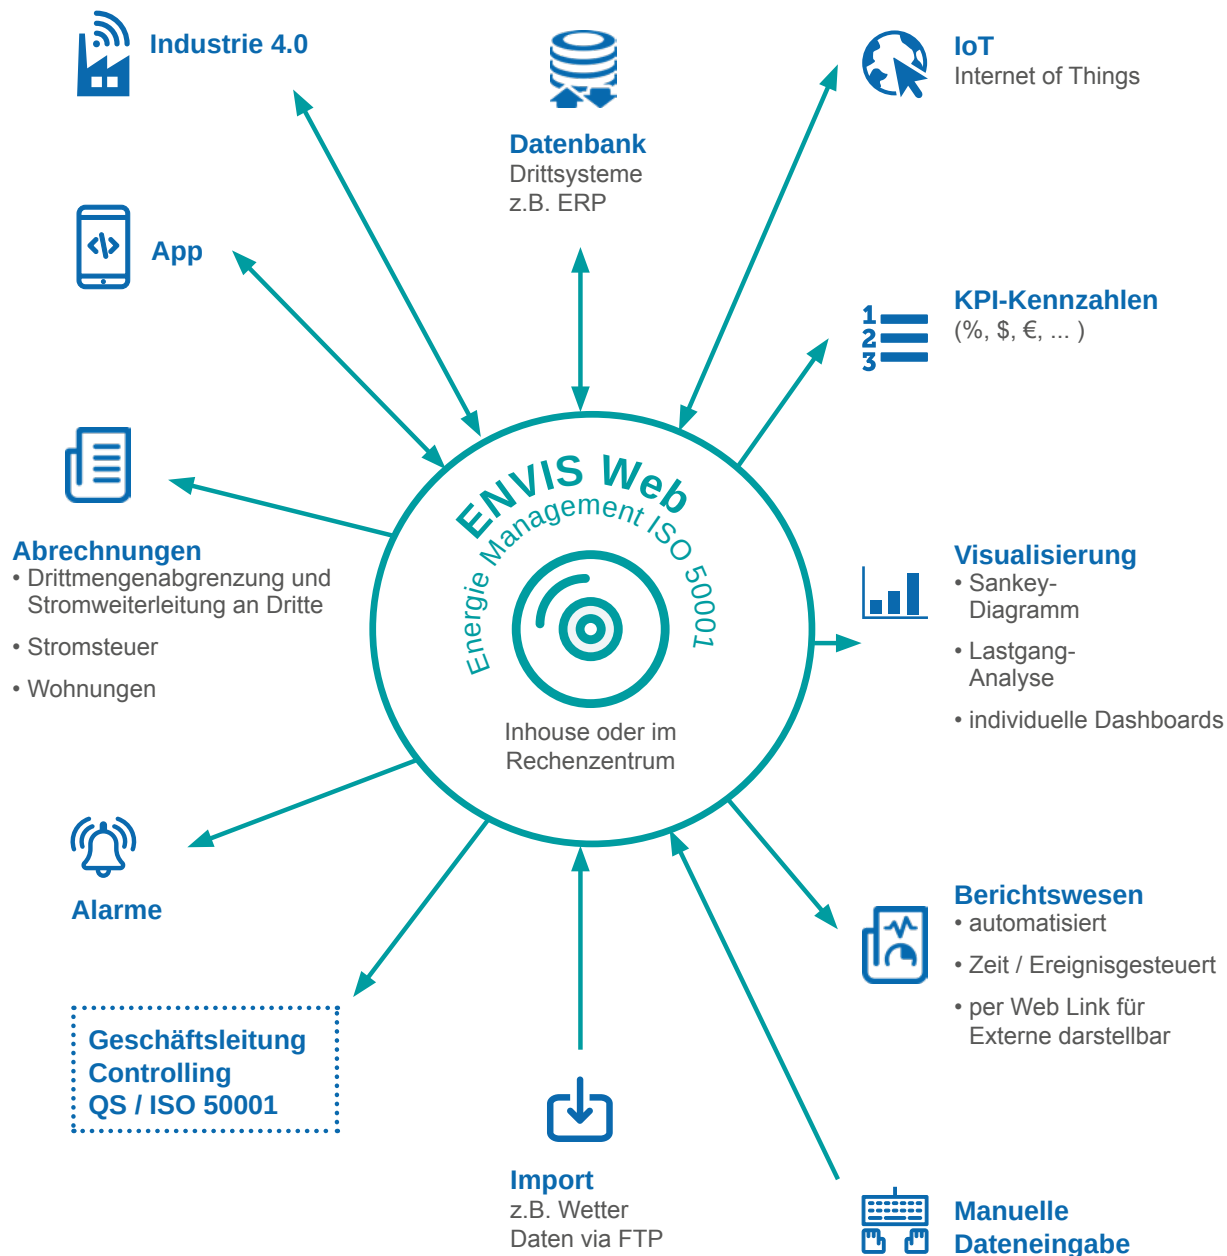 Industrie 4.0
Datenbank
Drittsysteme
z.B. ERP
IoT
Internet of Things
App
KPI-Kennzahlen
(%, $, €, ... )
1
2
3
ENVIS Web
Energie Management ISO 50001
Inhouse oder im
Rechenzentrum
Abrechnungen
• Drittmengenabgrenzung und
Stromweiterleitung an Dritte
• Stromsteuer
• Wohnungen
Visualisierung
• Sankey-
Diagramm
• Lastgang-
Analyse
• individuelle Dashboards
Alarme
Berichtswesen
• automatisiert
• Zeit / Ereignisgesteuert
• per Web Link für
Externe darstellbar
Geschäftsleitung
Controlling
QS / ISO 50001
Import
z.B. Wetter
Daten via FTP
Manuelle
Dateneingabe